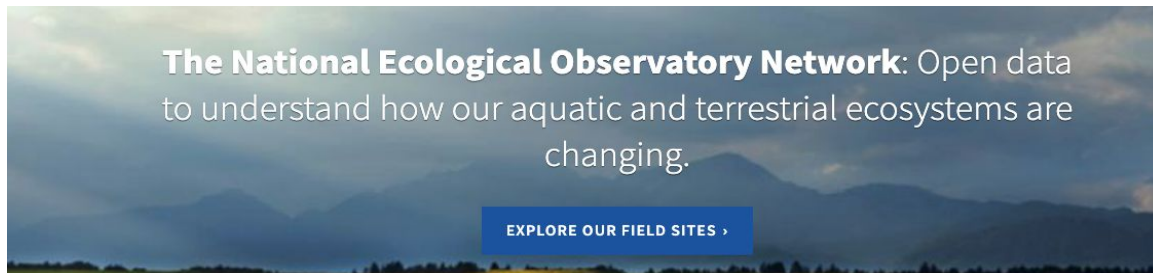 The National Ecological Observatory Network: Open data
to understand how our aquatic and terrestrial ecosystems are
changing.
EXPLORE OUR FIELD SITES ›